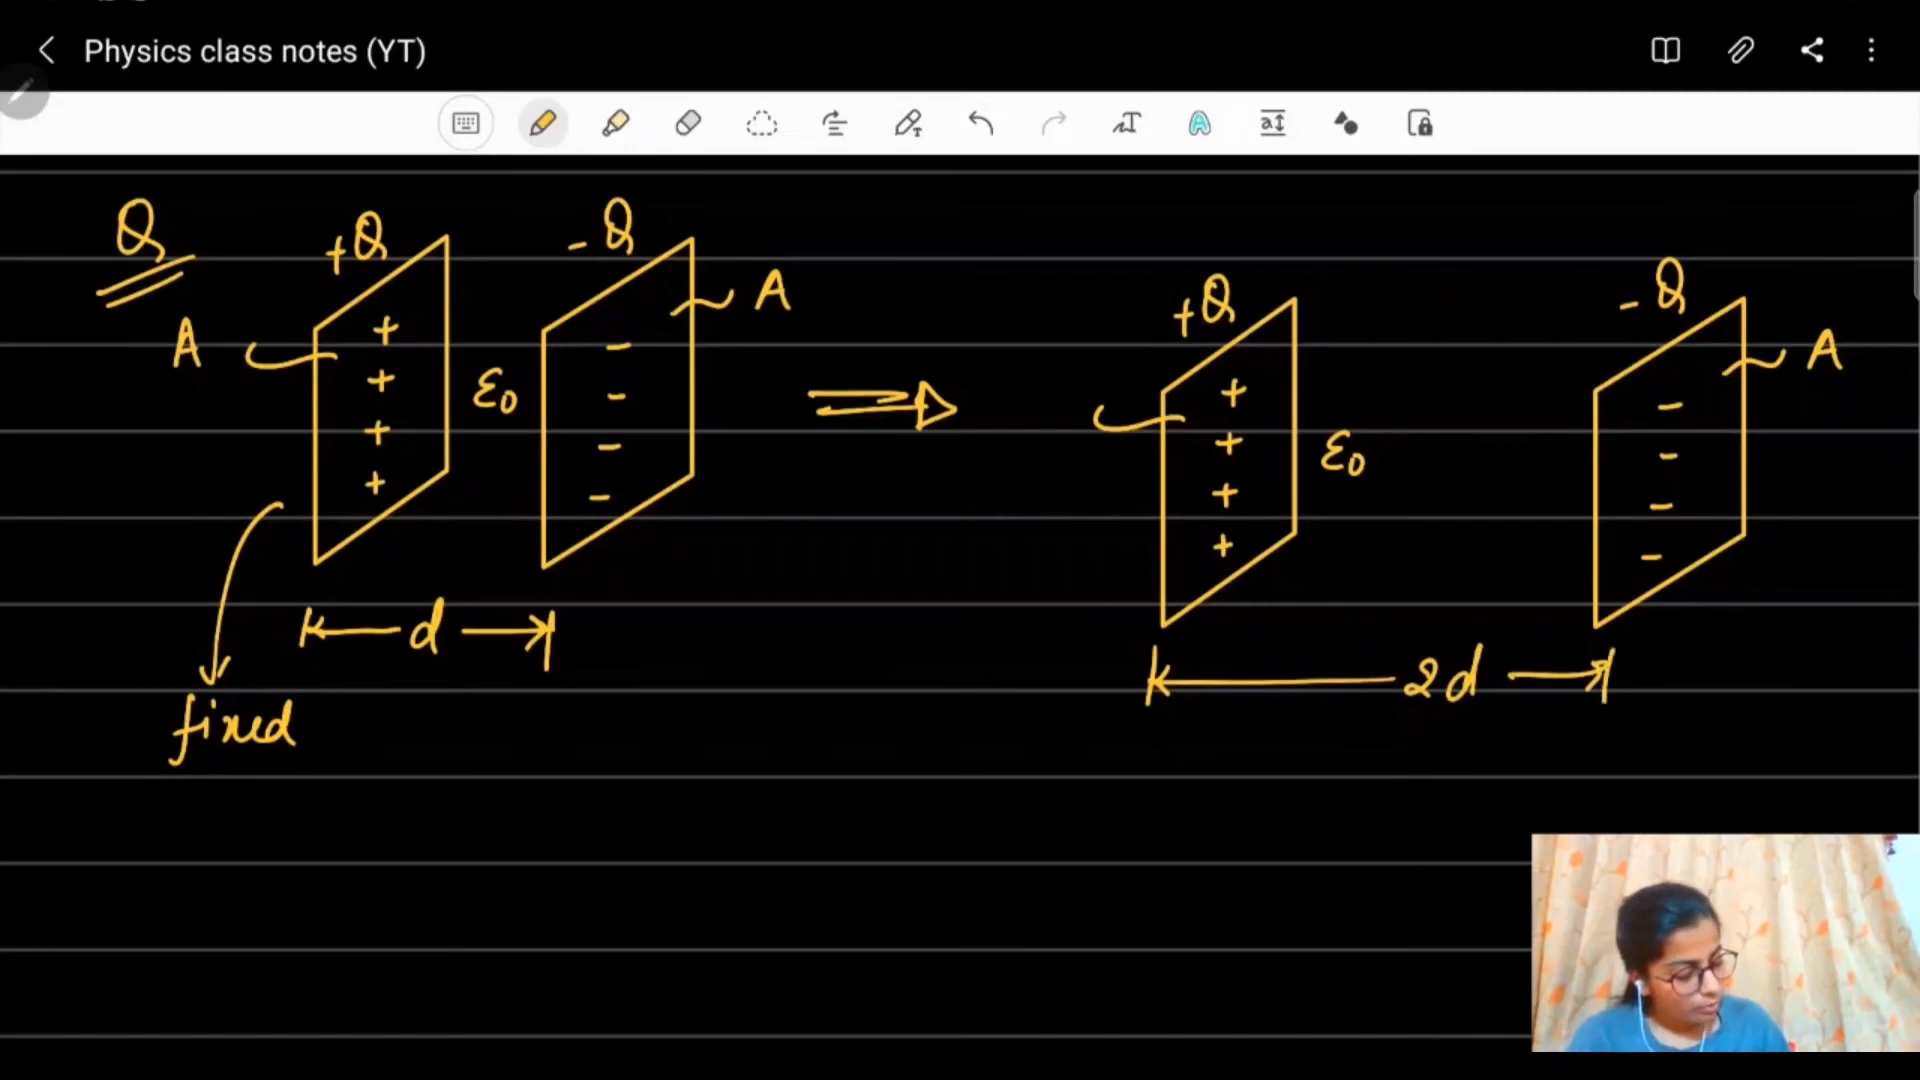 Physics class notes (YT)
Q
+Q
-Q
A
A
+
+
+
+
ε0
-
-
-
-
d
fixed
+Q
-Q
A
+
+
+
+
ε0
-
-
-
-
2d